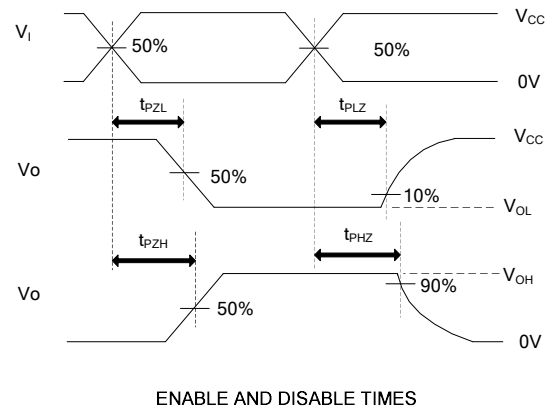 VI
50%
50%
VCC
0V
tPZL
tPLZ
Vo
50%
10%
VCC
VOL
tPZH
tPHZ
Vo
50%
90%
VOH
0V
ENABLE AND DISABLE TIMES